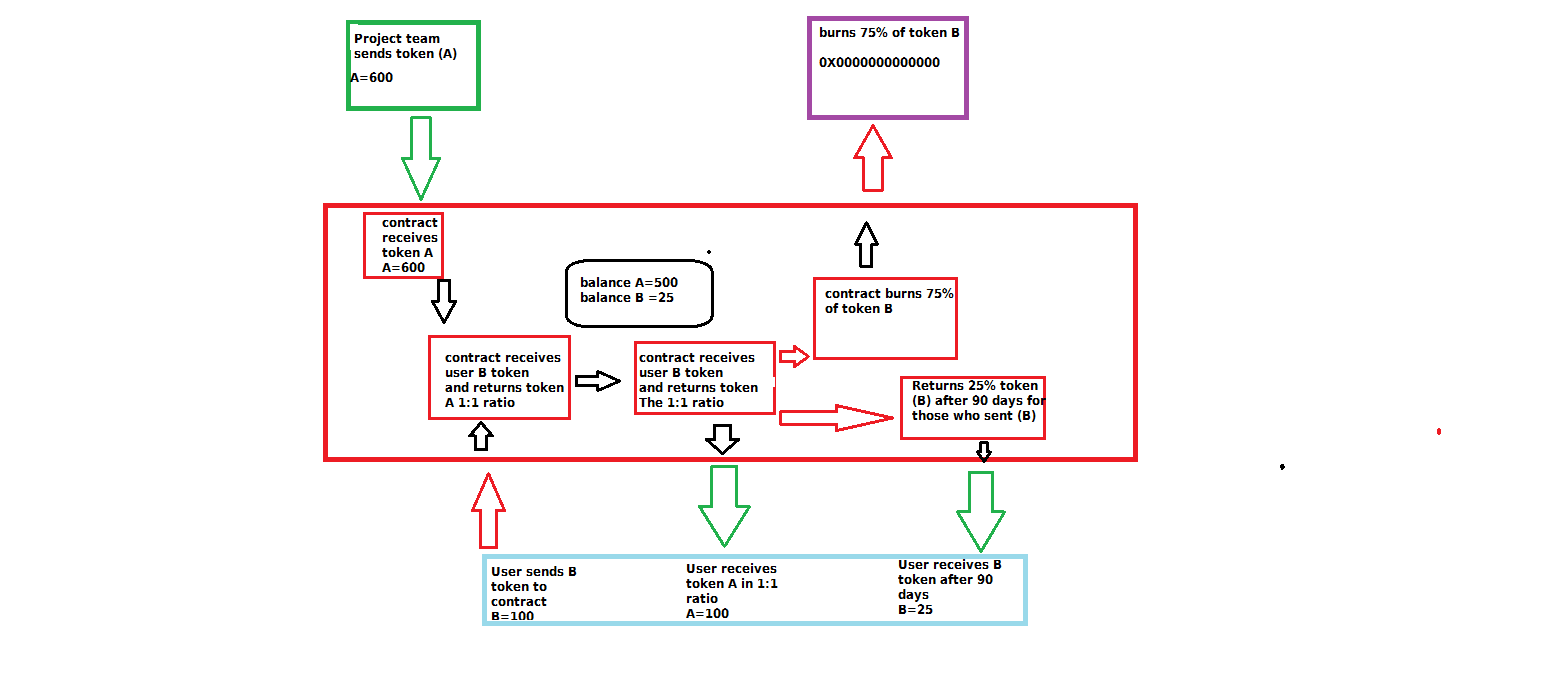 Project team
sends token (A)
A=600
burns 75% of token B
0X0000000000000
contract
receives
token A
A=600
balance A=500
balance B =25
contract burns 75%
of token B
contract receives
user B token
and returns token
A 1:1 ratio
contract receives
user B token
and returns token
The 1:1 ratio
Returns 25% token
(B) after 90 days for
those who sent (B)
User sends B
token to
contract
B=100
User receives
token A in 1:1
ratio
A=100
User receives B
token after 90
days
B=25